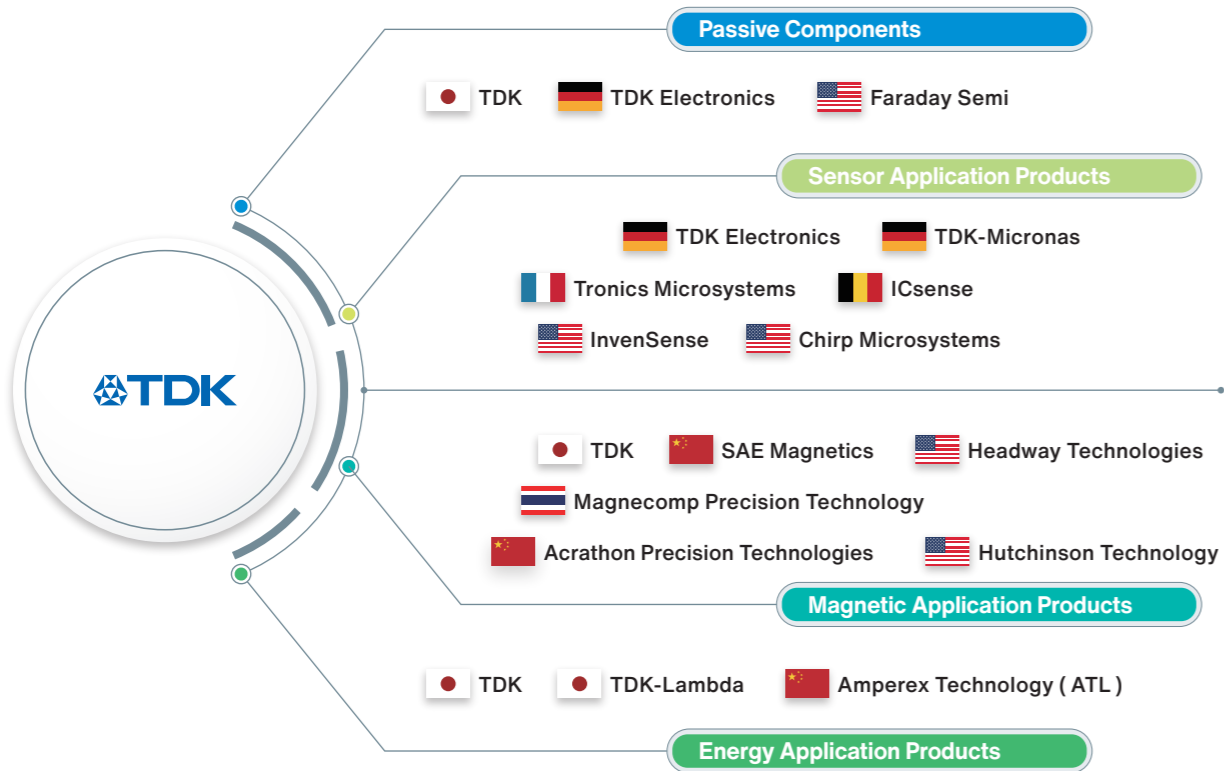 Passive Components
TDK TDK Electronics Faraday Semi
Sensor Application Products
TDK Electronics TDK-Micronas
Tronics Microsystems ICsense
InvenSense Chirp Microsystems
TDK
TDK SAE Magnetics Headway Technologies
Magnecomp Precision Technology
Acrathon Precision Technologies Hutchinson Technology
Magnetic Application Products
TDK TDK-Lambda Amperex Technology ( ATL )
Energy Application Products